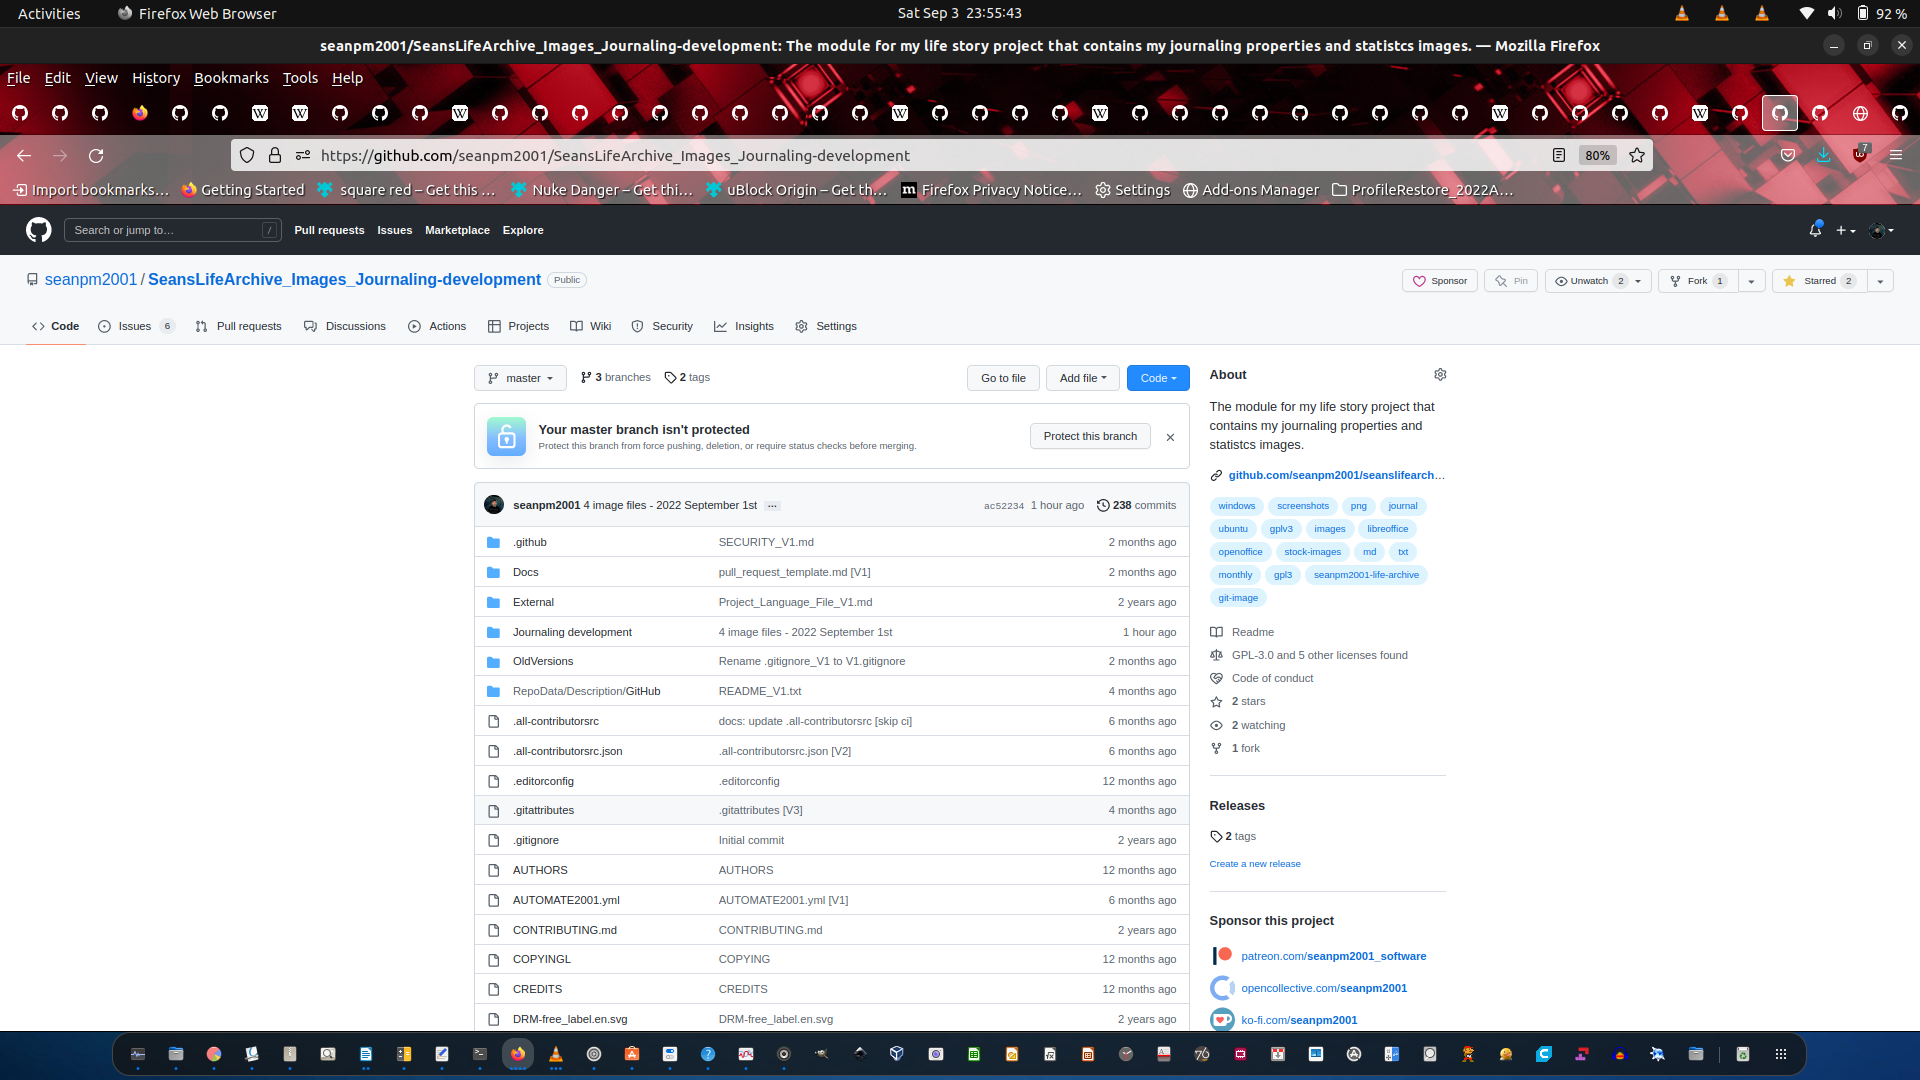 Activities
Firefox Web Browser
Sat Sep 3  23:55:43
92 %
seanpm2001/SeansLifeArchive_Images_Journaling-development: The module for my life story project that contains my journaling properties and statistcs images. — Mozilla Firefox
File Edit View History Bookmarks Tools Help
https://github.com/seanpm2001/SeansLifeArchive_Images_Journaling-development
80%
7
Import bookmarks…
Getting Started
square red – Get this …
Nuke Danger – Get thi…
uBlock Origin – Get th…
Firefox Privacy Notice…
Settings
Add-ons Manager
ProfileRestore_2022A…
Search or jump to…
/
Pull requests
Issues
Marketplace
Explore
seanpm2001 / SeansLifeArchive_Images_Journaling-development
Public
Sponsor
Pin
Unwatch 2
Fork 1
Starred 2
Code
Issues 6
Pull requests
Discussions
Actions
Projects
Wiki
Security
Insights
Settings
master
3 branches
2 tags
Go to file
Add file
Code
Your master branch isn't protected
Protect this branch from force pushing, deletion, or require status checks before merging.
Protect this branch
seanpm2001 4 image files - 2022 September 1st ...
ac52234 1 hour ago
238 commits
.github SECURITY_V1.md 2 months ago
Docs pull_request_template.md [V1] 2 months ago
External Project_Language_File_V1.md 2 years ago
Journaling development 4 image files - 2022 September 1st 1 hour ago
OldVersions Rename .gitignore_V1 to V1.gitignore 2 months ago
RepoData/Description/GitHub README_V1.txt 4 months ago
.all-contributorsrc docs: update .all-contributorsrc [skip ci] 6 months ago
.all-contributorsrc.json .all-contributorsrc.json [V2] 6 months ago
.editorconfig .editorconfig 12 months ago
.gitattributes .gitattributes [V3] 4 months ago
.gitignore Initial commit 2 years ago
AUTHORS AUTHORS 12 months ago
AUTOMATE2001.yml AUTOMATE2001.yml [V1] 6 months ago
CONTRIBUTING.md CONTRIBUTING.md 2 years ago
COPYINGL COPYING 12 months ago
CREDITS CREDITS 12 months ago
DRM-free_label.en.svg DRM-free_label.en.svg 2 years ago
About
The module for my life story project that
contains my journaling properties and
statistcs images.
github.com/seanpm2001/seanslifearch…
windows screenshots png journal
ubuntu gplv3 images libreoffice
openoffice stock-images md txt
monthly gpl3 seanpm2001-life-archive
git-image
Readme
GPL-3.0 and 5 other licenses found
Code of conduct
2 stars
2 watching
1 fork
Releases
2 tags
Create a new release
Sponsor this project
patreon.com/seanpm2001_software
opencollective.com/seanpm2001
ko-fi.com/seanpm2001